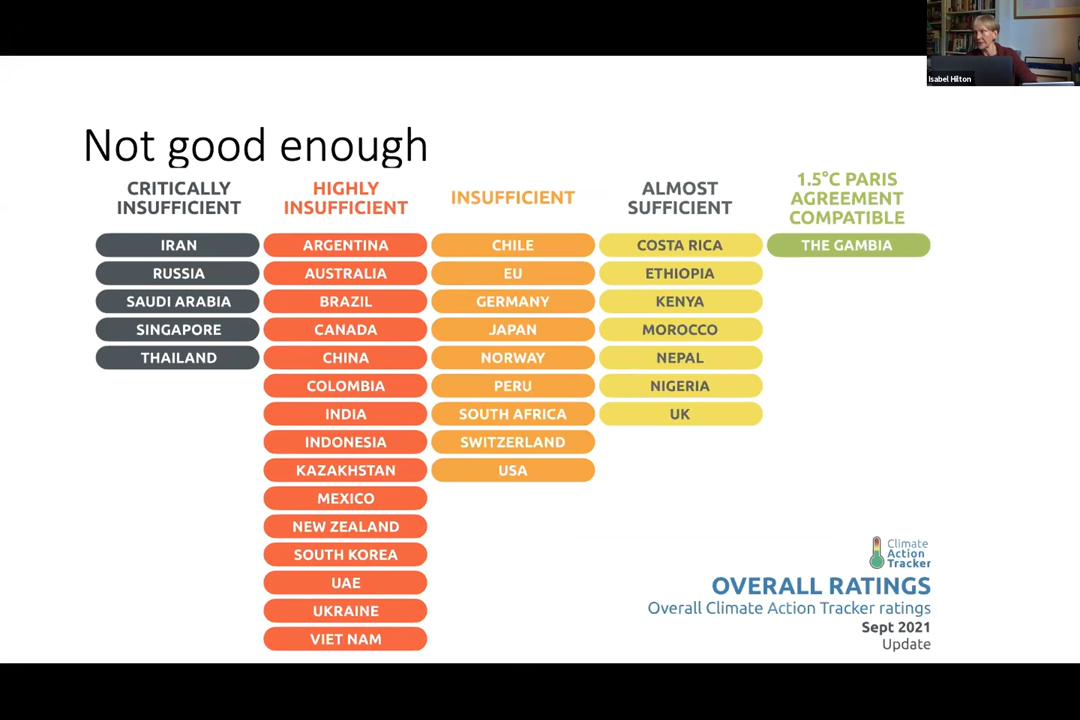 Isabel Hilton
Not good enough
CRITICALLY
INSUFFICIENT
IRAN
RUSSIA
SAUDI ARABIA
SINGAPORE
THAILAND
HIGHLY
INSUFFICIENT
ARGENTINA
AUSTRALIA
BRAZIL
CANADA
CHINA
COLOMBIA
INDIA
INDONESIA
KAZAKHSTAN
MEXICO
NEW ZEALAND
SOUTH KOREA
UAE
UKRAINE
VIET NAM
INSUFFICIENT
CHILE
EU
GERMANY
JAPAN
NORWAY
PERU
SOUTH AFRICA
SWITZERLAND
USA
ALMOST
SUFFICIENT
COSTA RICA
ETHIOPIA
KENYA
MOROCCO
NEPAL
NIGERIA
UK
1.5°C PARIS
AGREEMENT
COMPATIBLE
THE GAMBIA
Climate
Action
Tracker
OVERALL RATINGS
Overall Climate Action Tracker ratings
Sept 2021
Update